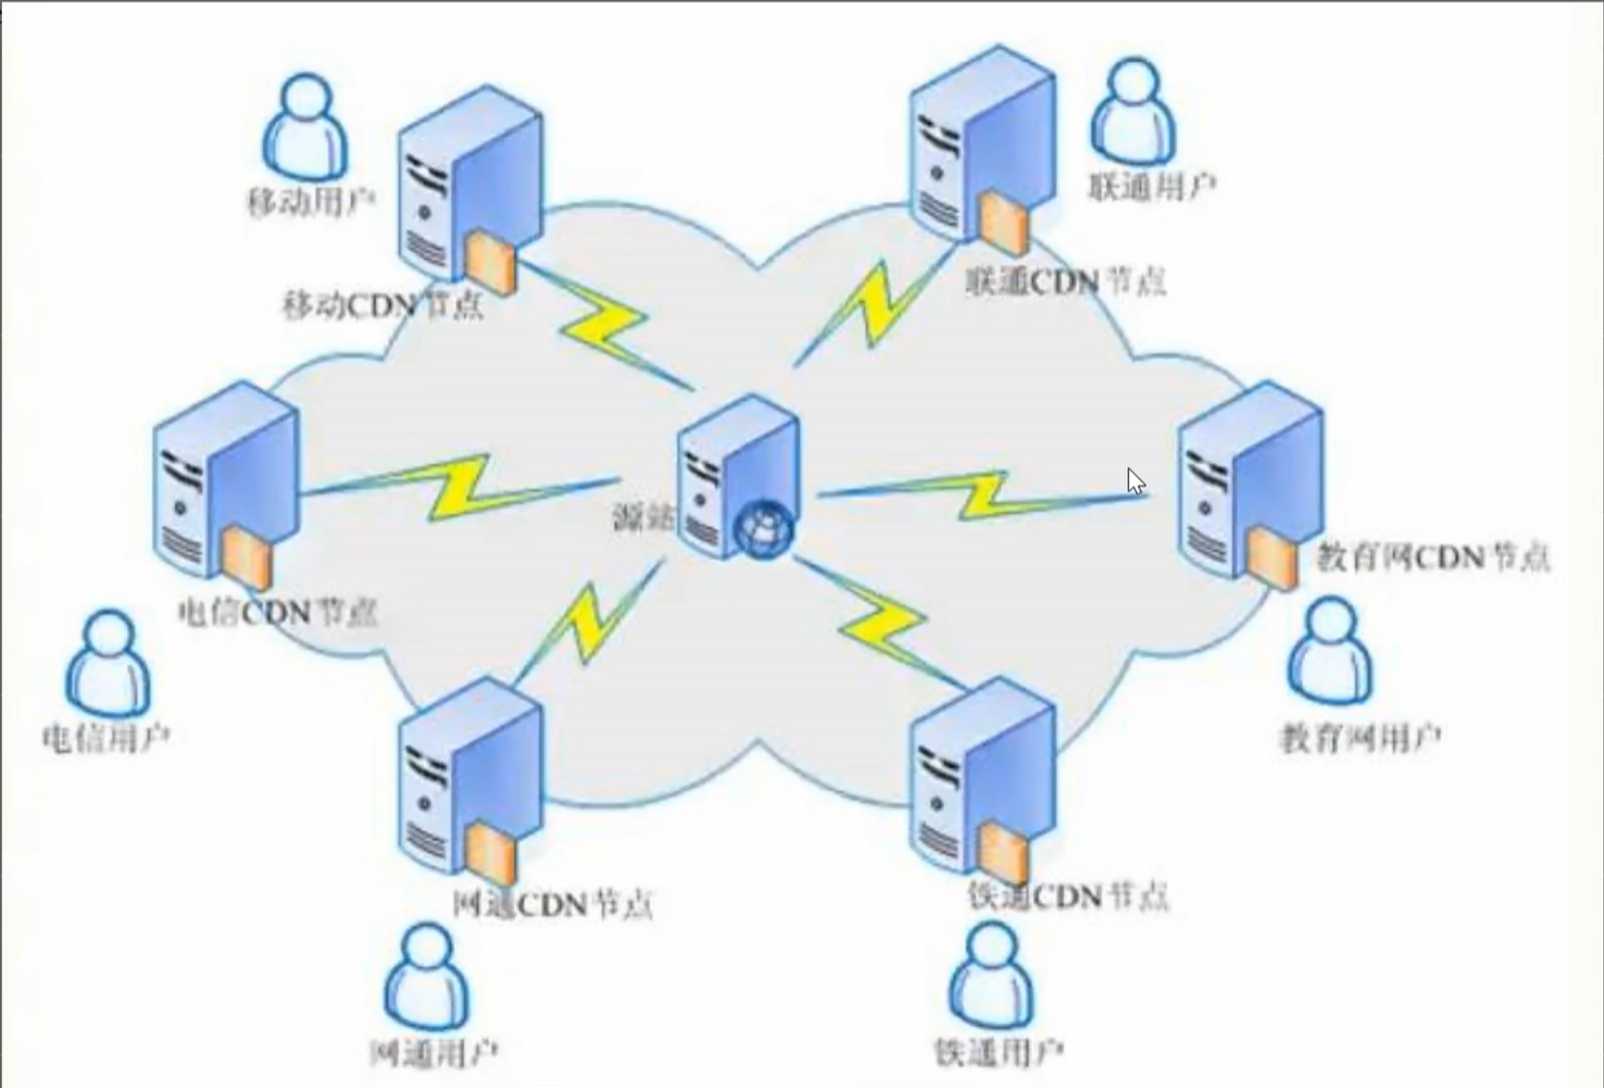 移动用户
联通用户
移动CDN节点
联通CDN节点
源站
教育网CDN节点
电信CDN节点
电信用户
教育网用户
网通CDN节点
铁通CDN节点
网通用户
铁通用户